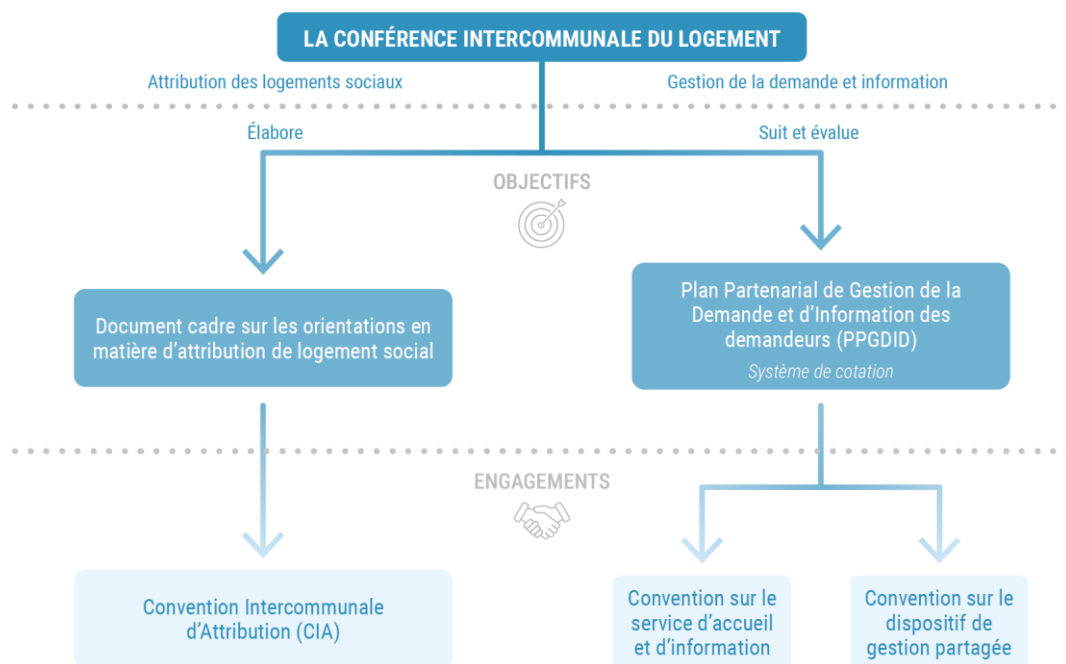 LA CONFÉRENCE INTERCOMMUNALE DU LOGEMENT
Attribution des logements sociaux
Gestion de la demande et information
Élabore
Suit et évalue
OBJECTIFS
Document cadre sur les orientations en
matière d’attribution de logement social
Plan Partenarial de Gestion de la
Demande et d’Information des
demandeurs (PPGDID)
Système de cotation
ENGAGEMENTS
Convention Intercommunale
d’Attribution (CIA)
Convention sur le
service d’accueil
et d’information
Convention sur le
dispositif de
gestion partagée